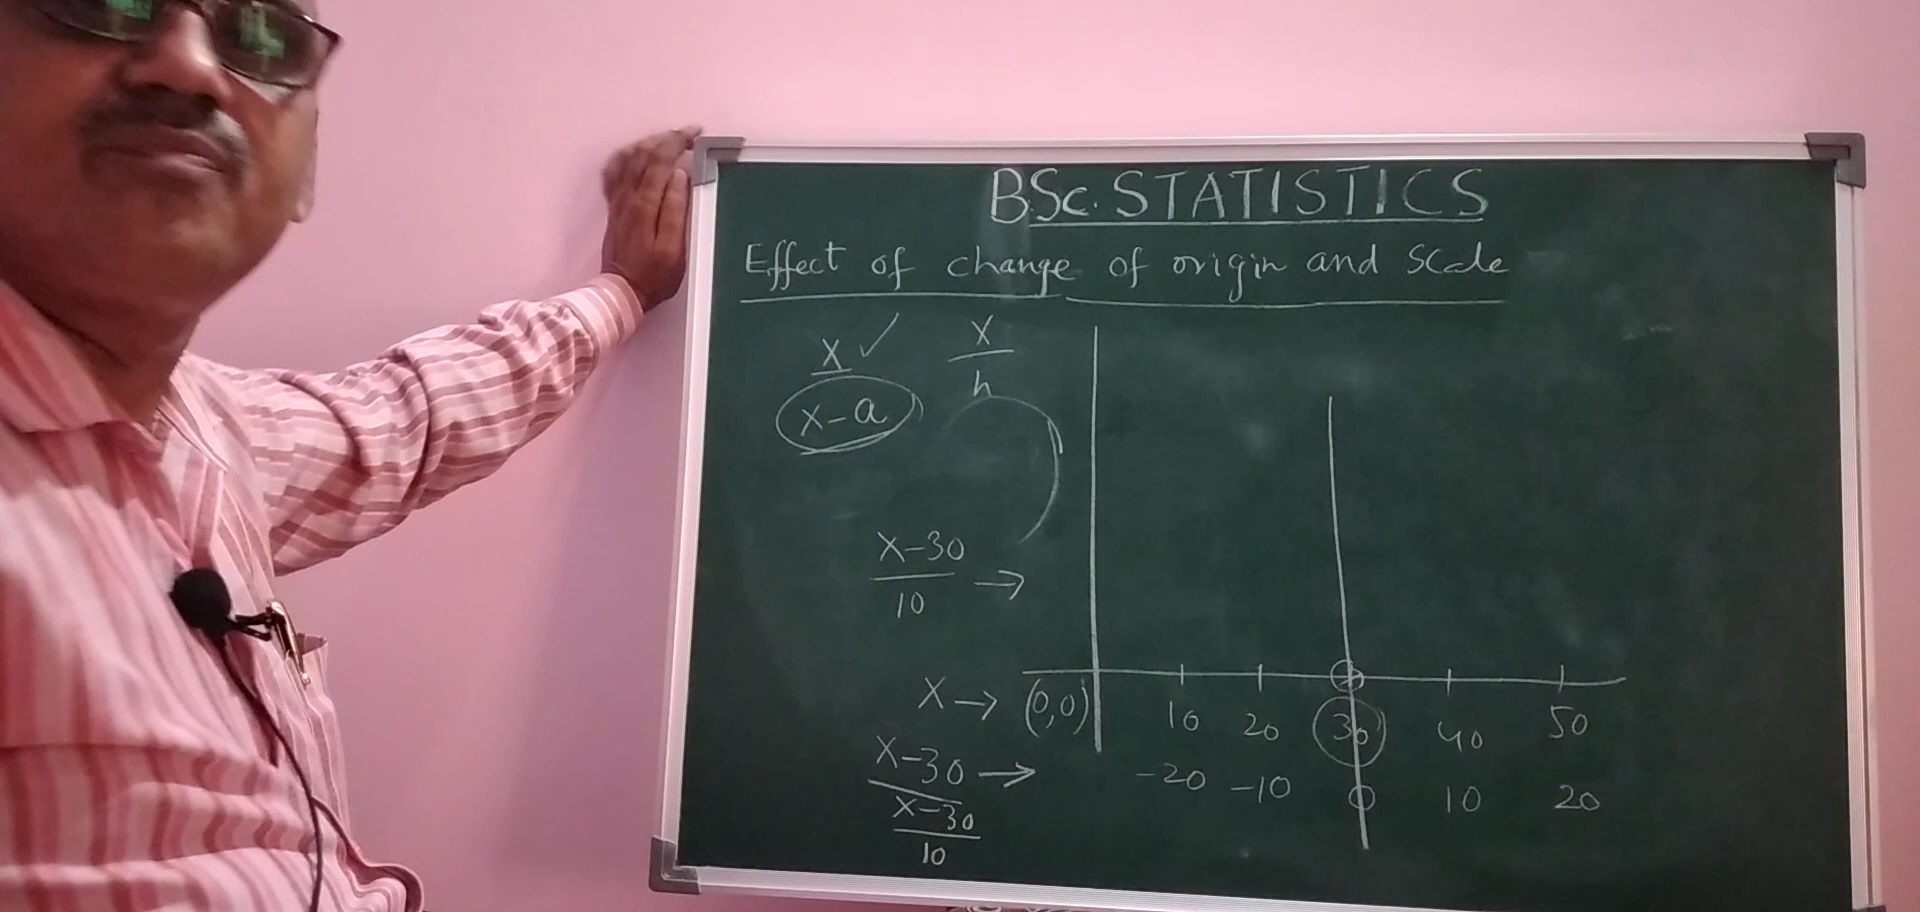 BSc. STATISTICS
Effect of change of origin and scale
X ✓
X/h
X-a
X-30/10 →
X → (0,0) 10 20 30 40 50
X-30 → -20 -10 0 10 20
X-30/10